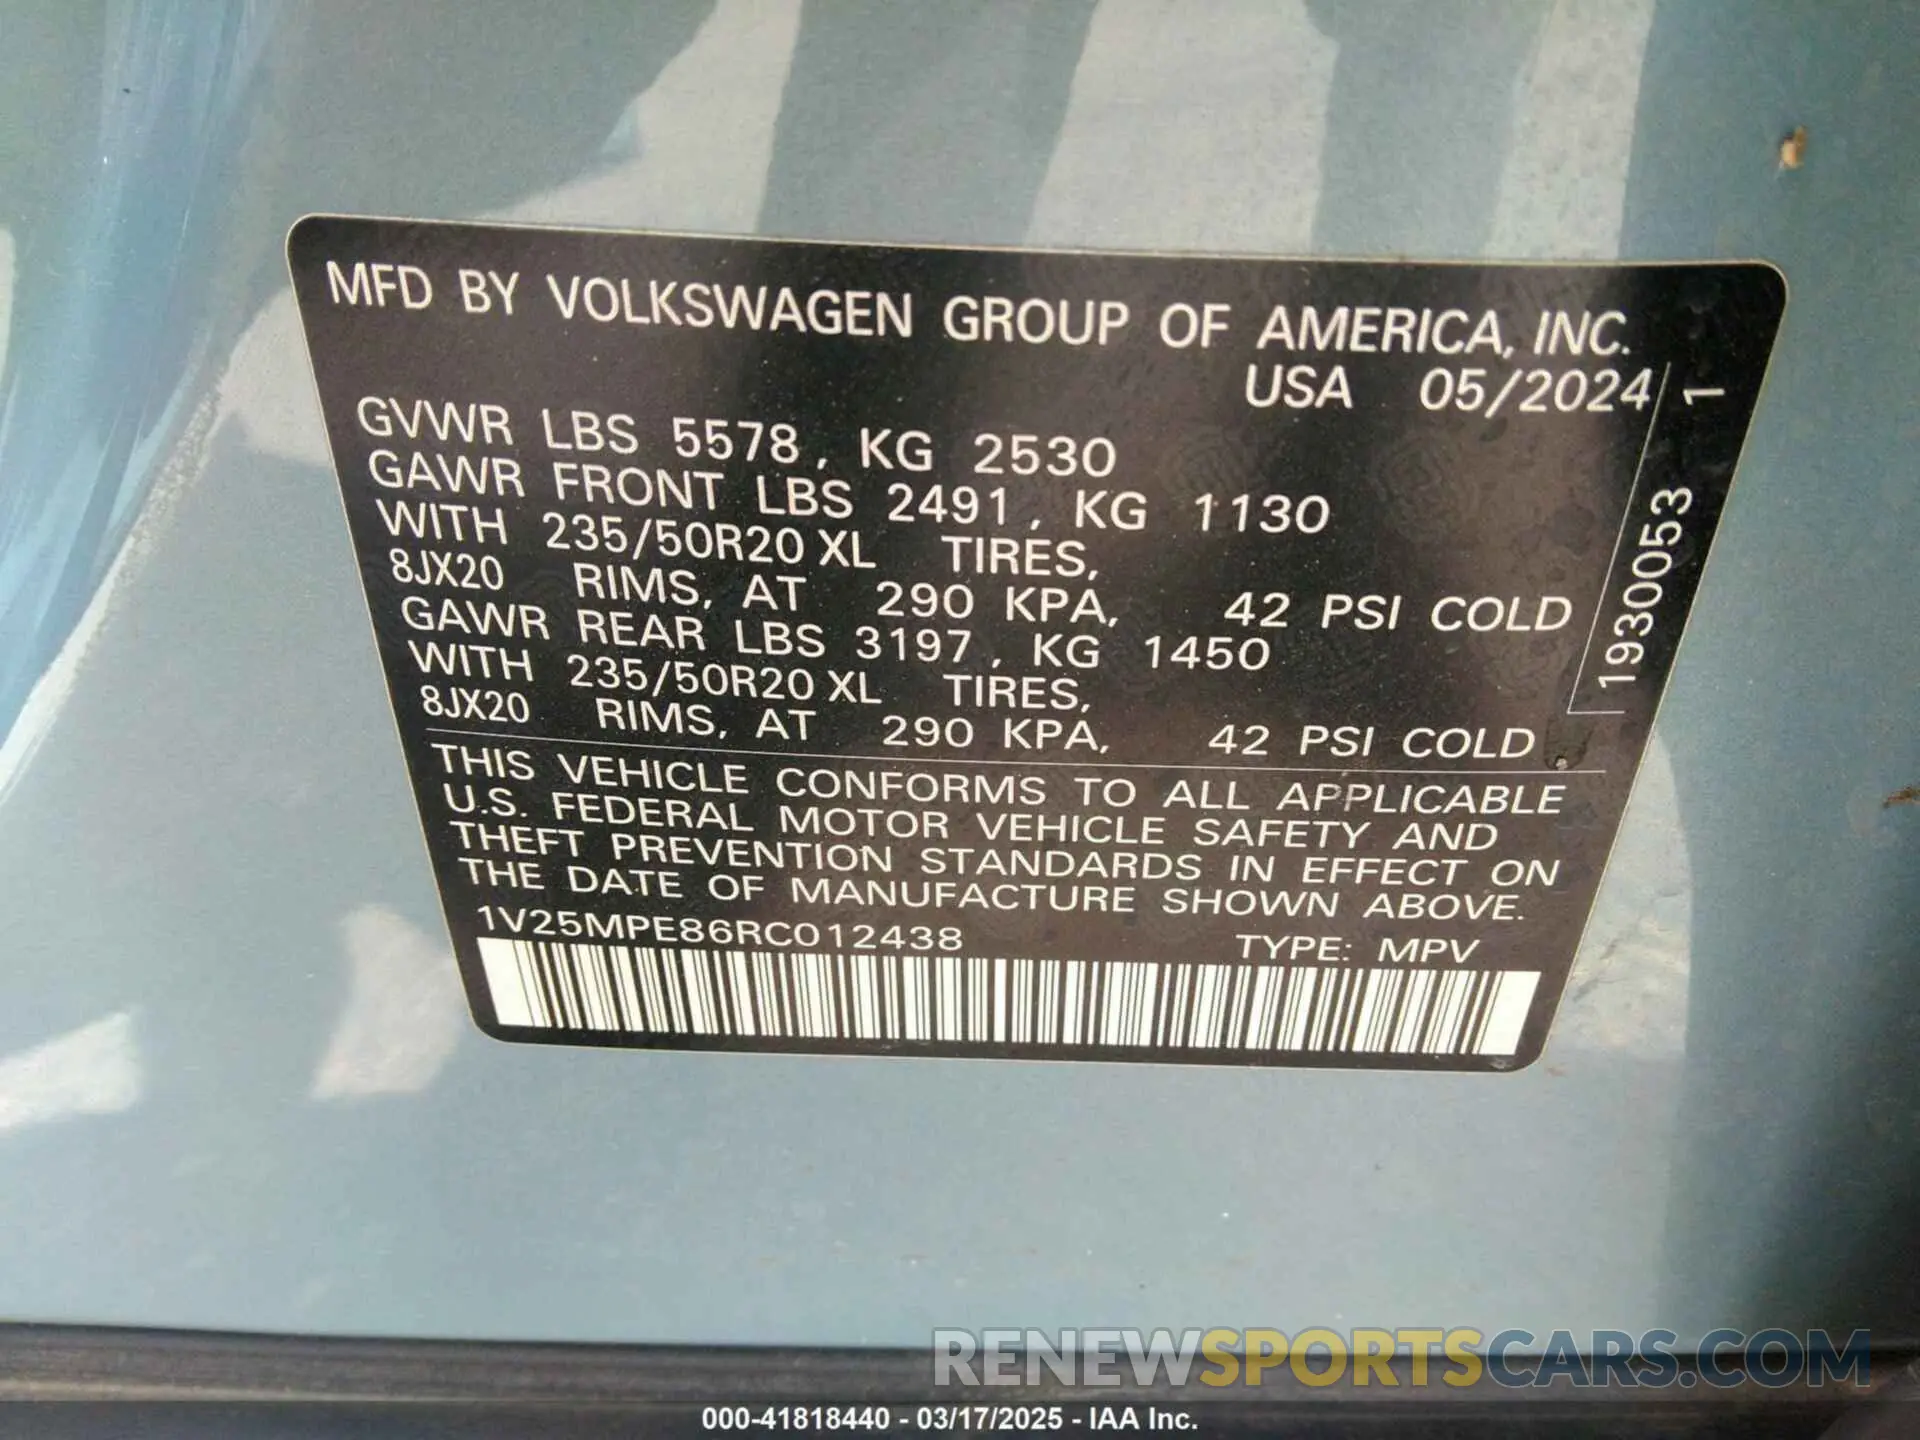 MFD BY VOLKSWAGEN GROUP OF AMERICA, INC.
USA 05/2024
GVWR LBS 5578, KG 2530
GAWR FRONT LBS 2491, KG 1130
WITH 235/50R20 XL TIRES,
8JX20 RIMS, AT 290 KPA, 42 PSI COLD
GAWR REAR LBS 3197, KG 1450
WITH 235/50R20 XL TIRES,
8JX20 RIMS, AT 290 KPA, 42 PSI COLD
1930053 1
THIS VEHICLE CONFORMS TO ALL APPLICABLE
U.S. FEDERAL MOTOR VEHICLE SAFETY AND
THEFT PREVENTION STANDARDS IN EFFECT ON
THE DATE OF MANUFACTURE SHOWN ABOVE.
1V25MPE86RC012438 TYPE: MPV
RENEWSPORTSCARS.COM
000-41818440 - 03/17/2025 - IAA Inc.